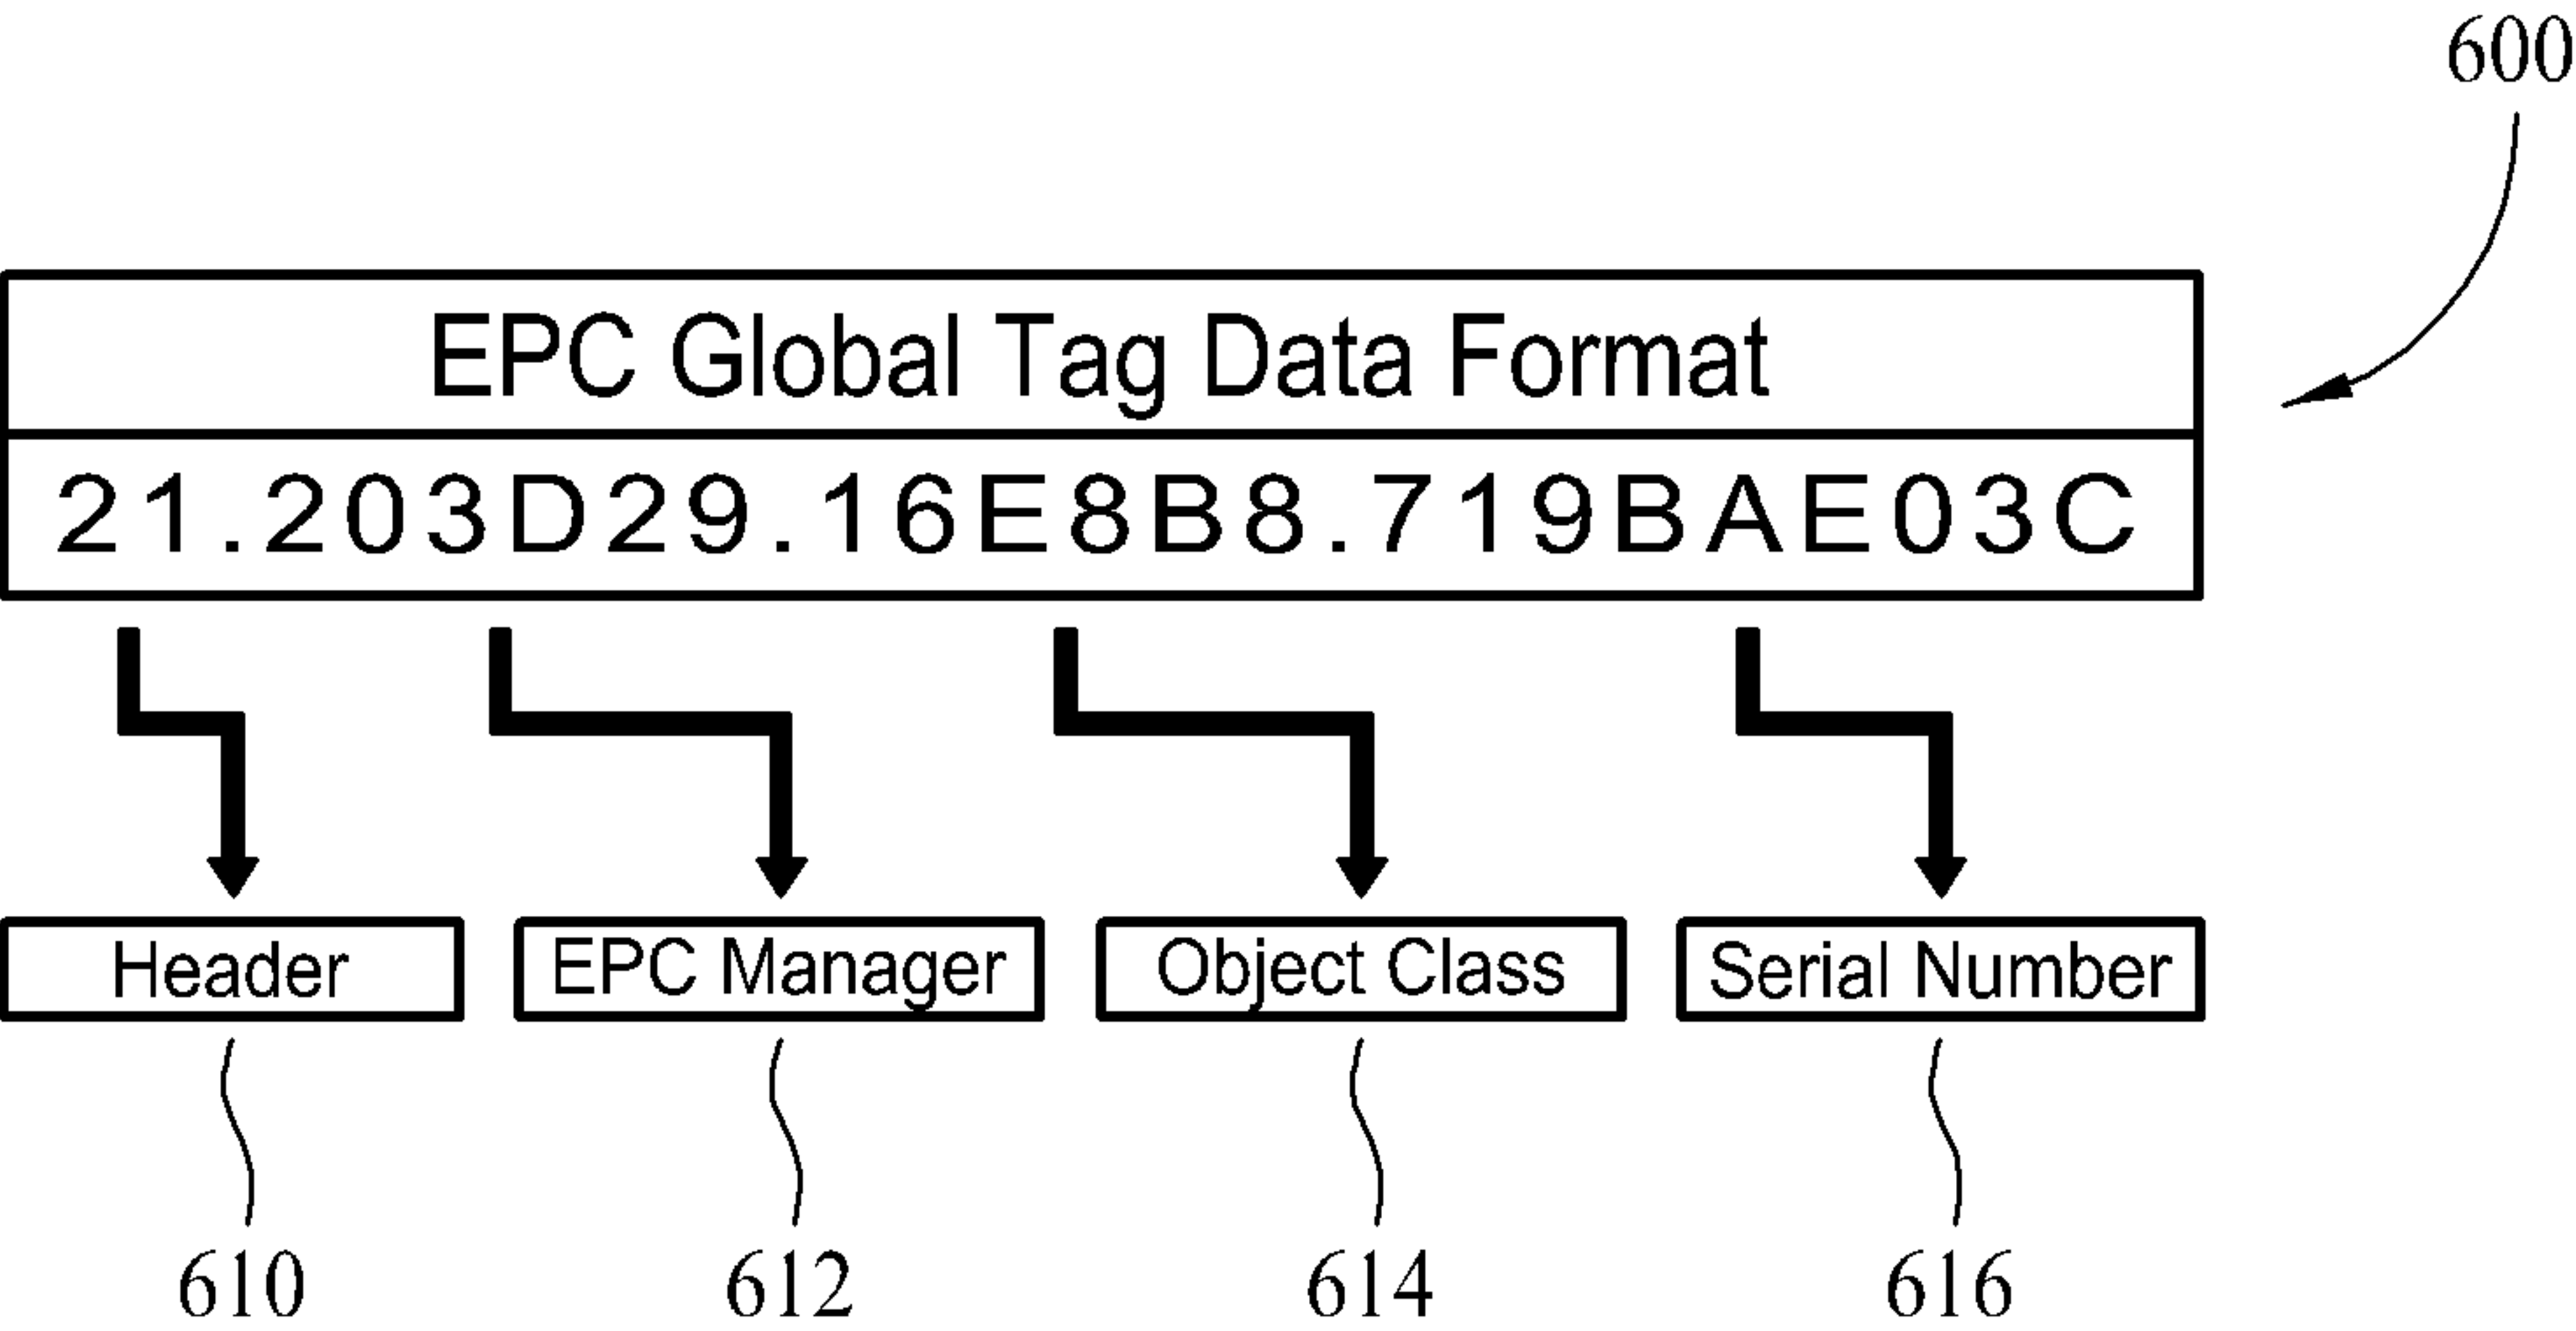 600
EPC Global Tag Data Format
21.203D29.16E8B8.719BAE03C
Header EPC Manager Object Class Serial Number
610 612 614 616